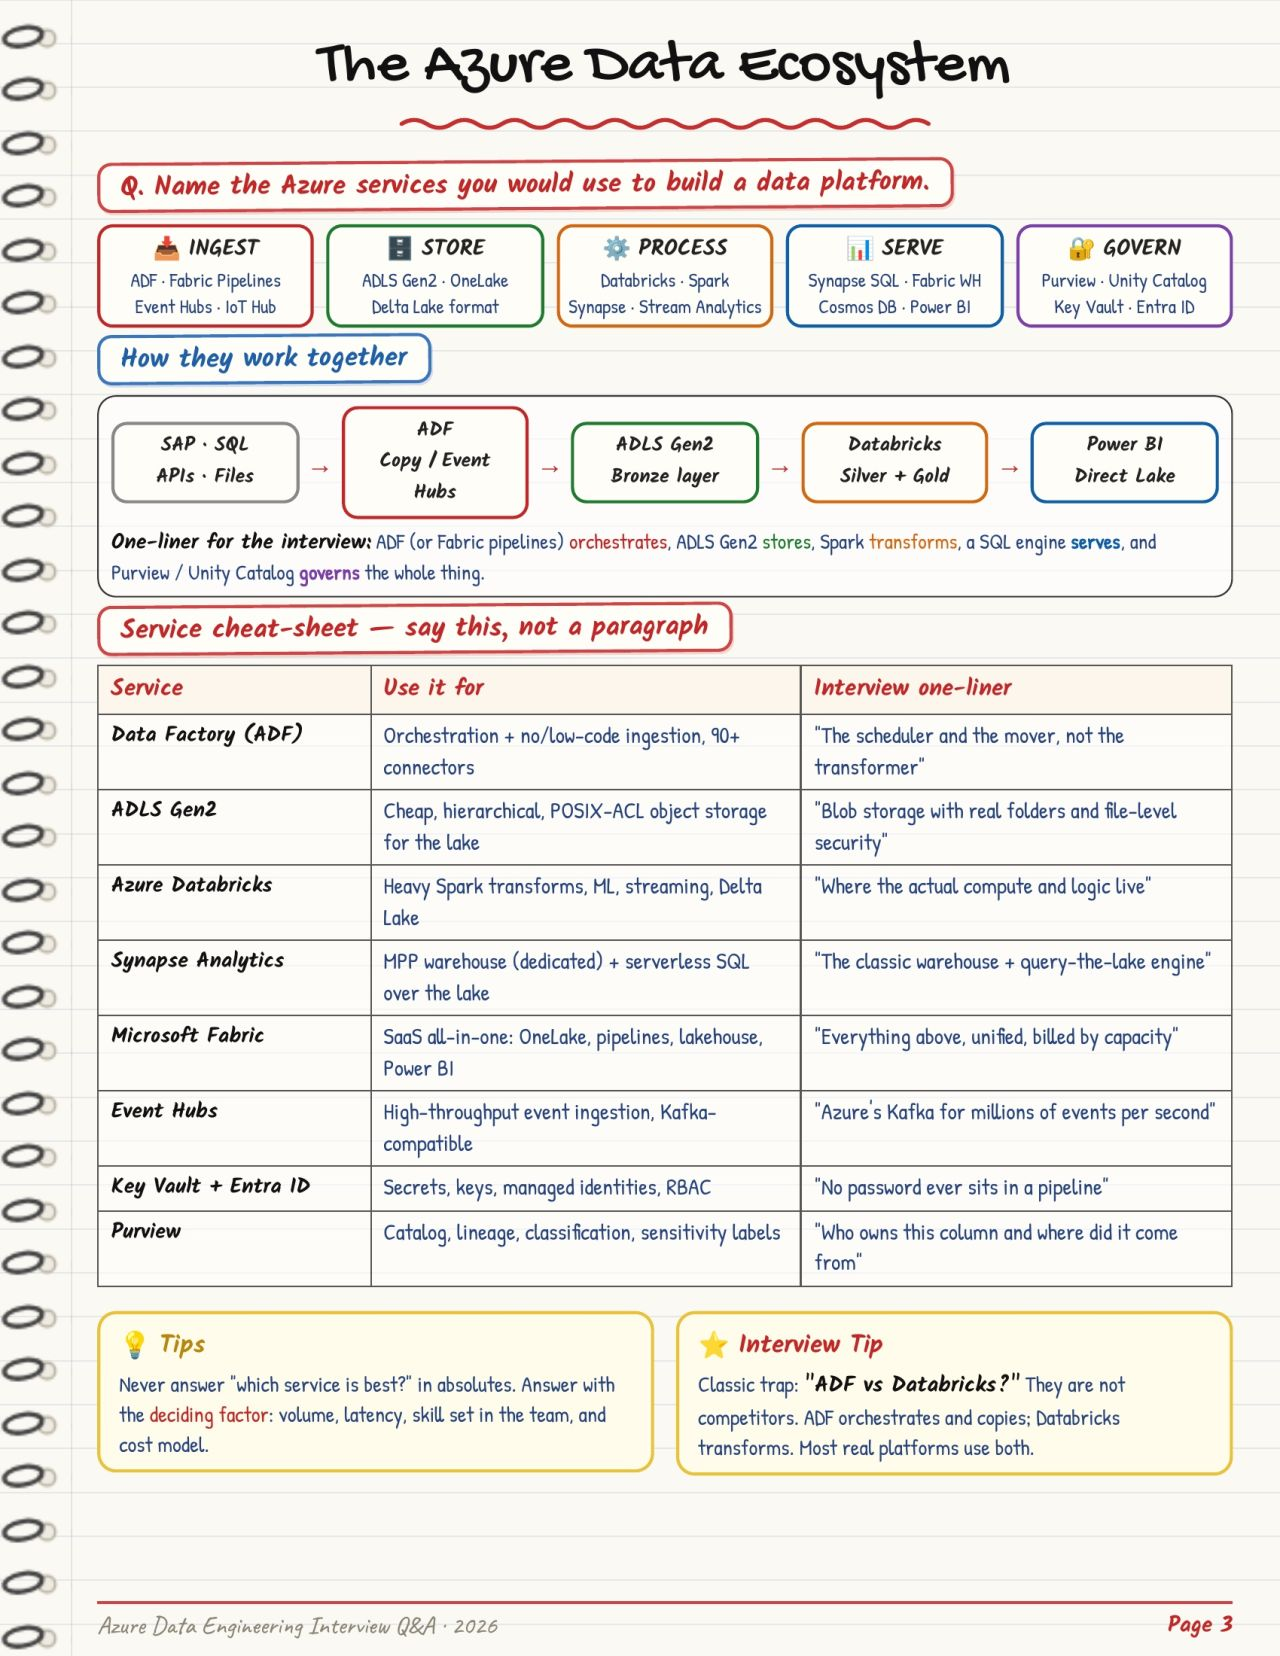 The Azure Data Ecosystem
Q. Name the Azure services you would use to build a data platform.
📥 INGEST
ADF · Fabric Pipelines
Event Hubs · IoT Hub
🗄️ STORE
ADLS Gen2 · OneLake
Delta Lake format
⚙️ PROCESS
Databricks · Spark
Synapse · Stream Analytics
📊 SERVE
Synapse SQL · Fabric WH
Cosmos DB · Power BI
🔐 GOVERN
Purview · Unity Catalog
Key Vault · Entra ID
How they work together
SAP · SQL
APIs · Files
→
ADF
Copy / Event
Hubs
→
ADLS Gen2
Bronze layer
→
Databricks
Silver + Gold
→
Power BI
Direct Lake
One-liner for the interview: ADF (or Fabric pipelines) orchestrates, ADLS Gen2 stores, Spark transforms, a SQL engine serves, and
Purview / Unity Catalog governs the whole thing.
Service cheat-sheet — say this, not a paragraph
Service
Use it for
Interview one-liner
Data Factory (ADF)
Orchestration + no/low-code ingestion, 90+
connectors
"The scheduler and the mover, not the
transformer"
ADLS Gen2
Cheap, hierarchical, POSIX-ACL object storage
for the lake
"Blob storage with real folders and file-level
security"
Azure Databricks
Heavy Spark transforms, ML, streaming, Delta
Lake
"Where the actual compute and logic live"
Synapse Analytics
MPP warehouse (dedicated) + serverless SQL
over the lake
"The classic warehouse + query-the-lake engine"
Microsoft Fabric
SaaS all-in-one: OneLake, pipelines, lakehouse,
Power BI
"Everything above, unified, billed by capacity"
Event Hubs
High-throughput event ingestion, Kafka-
compatible
"Azure's Kafka for millions of events per second"
Key Vault + Entra ID
Secrets, keys, managed identities, RBAC
"No password ever sits in a pipeline"
Purview
Catalog, lineage, classification, sensitivity labels
"Who owns this column and where did it come
from"
💡 Tips
Never answer "which service is best?" in absolutes. Answer with
the deciding factor: volume, latency, skill set in the team, and
cost model.
⭐ Interview Tip
Classic trap: "ADF vs Databricks?" They are not
competitors. ADF orchestrates and copies; Databricks
transforms. Most real platforms use both.
Azure Data Engineering Interview Q&A · 2026
Page 3